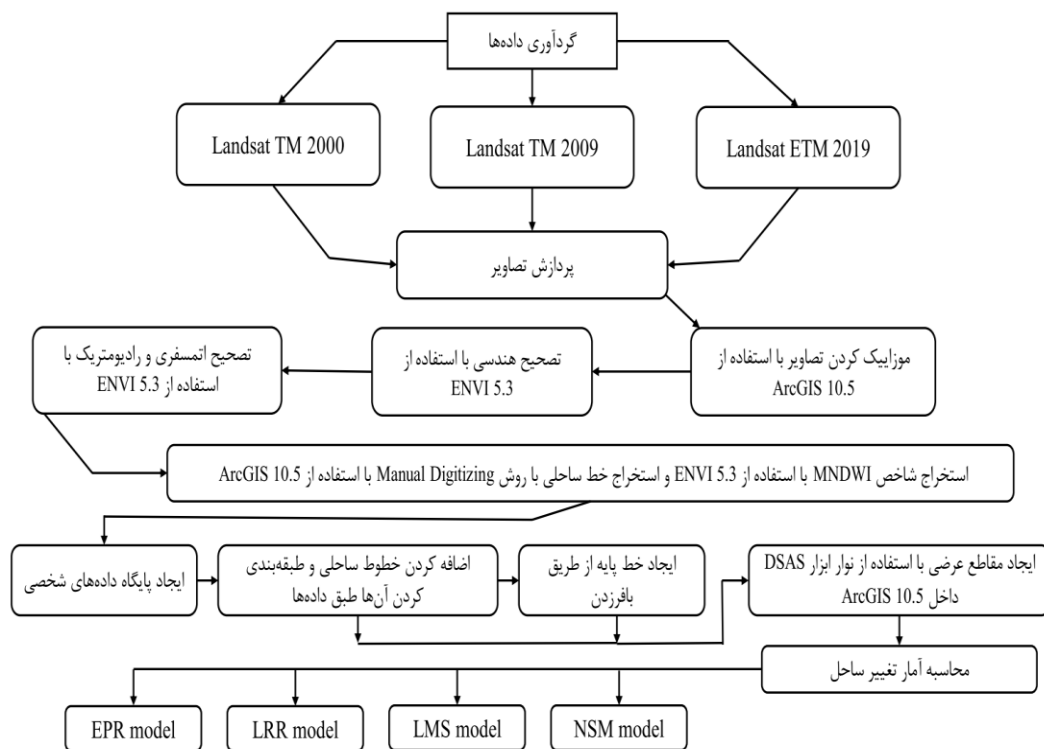 گردآوری داده‌ها
Landsat TM 2000
Landsat TM 2009
Landsat ETM 2019
پردازش تصاویر
موزاییک کردن تصاویر با استفاده از
ArcGIS 10.5
تصحیح هندسی با استفاده از
ENVI 5.3
تصحیح اتمسفری و رادیومتریک با
استفاده از ENVI 5.3
استخراج شاخص MNDWI با استفاده از ENVI 5.3 و استخراج خط ساحلی با روش Manual Digitizing با استفاده از ArcGIS 10.5
ایجاد پایگاه داده‌های شخصی
اضافه کردن خطوط ساحلی و طبقه‌بندی
کردن آن‌ها طبق داده‌ها
ایجاد خط پایه از طریق
بافرزدن
ایجاد مقاطع عرضی با استفاده از نوار ابزار DSAS
داخل ArcGIS 10.5
محاسبه آمار تغییر ساحل
EPR model
LRR model
LMS model
NSM model